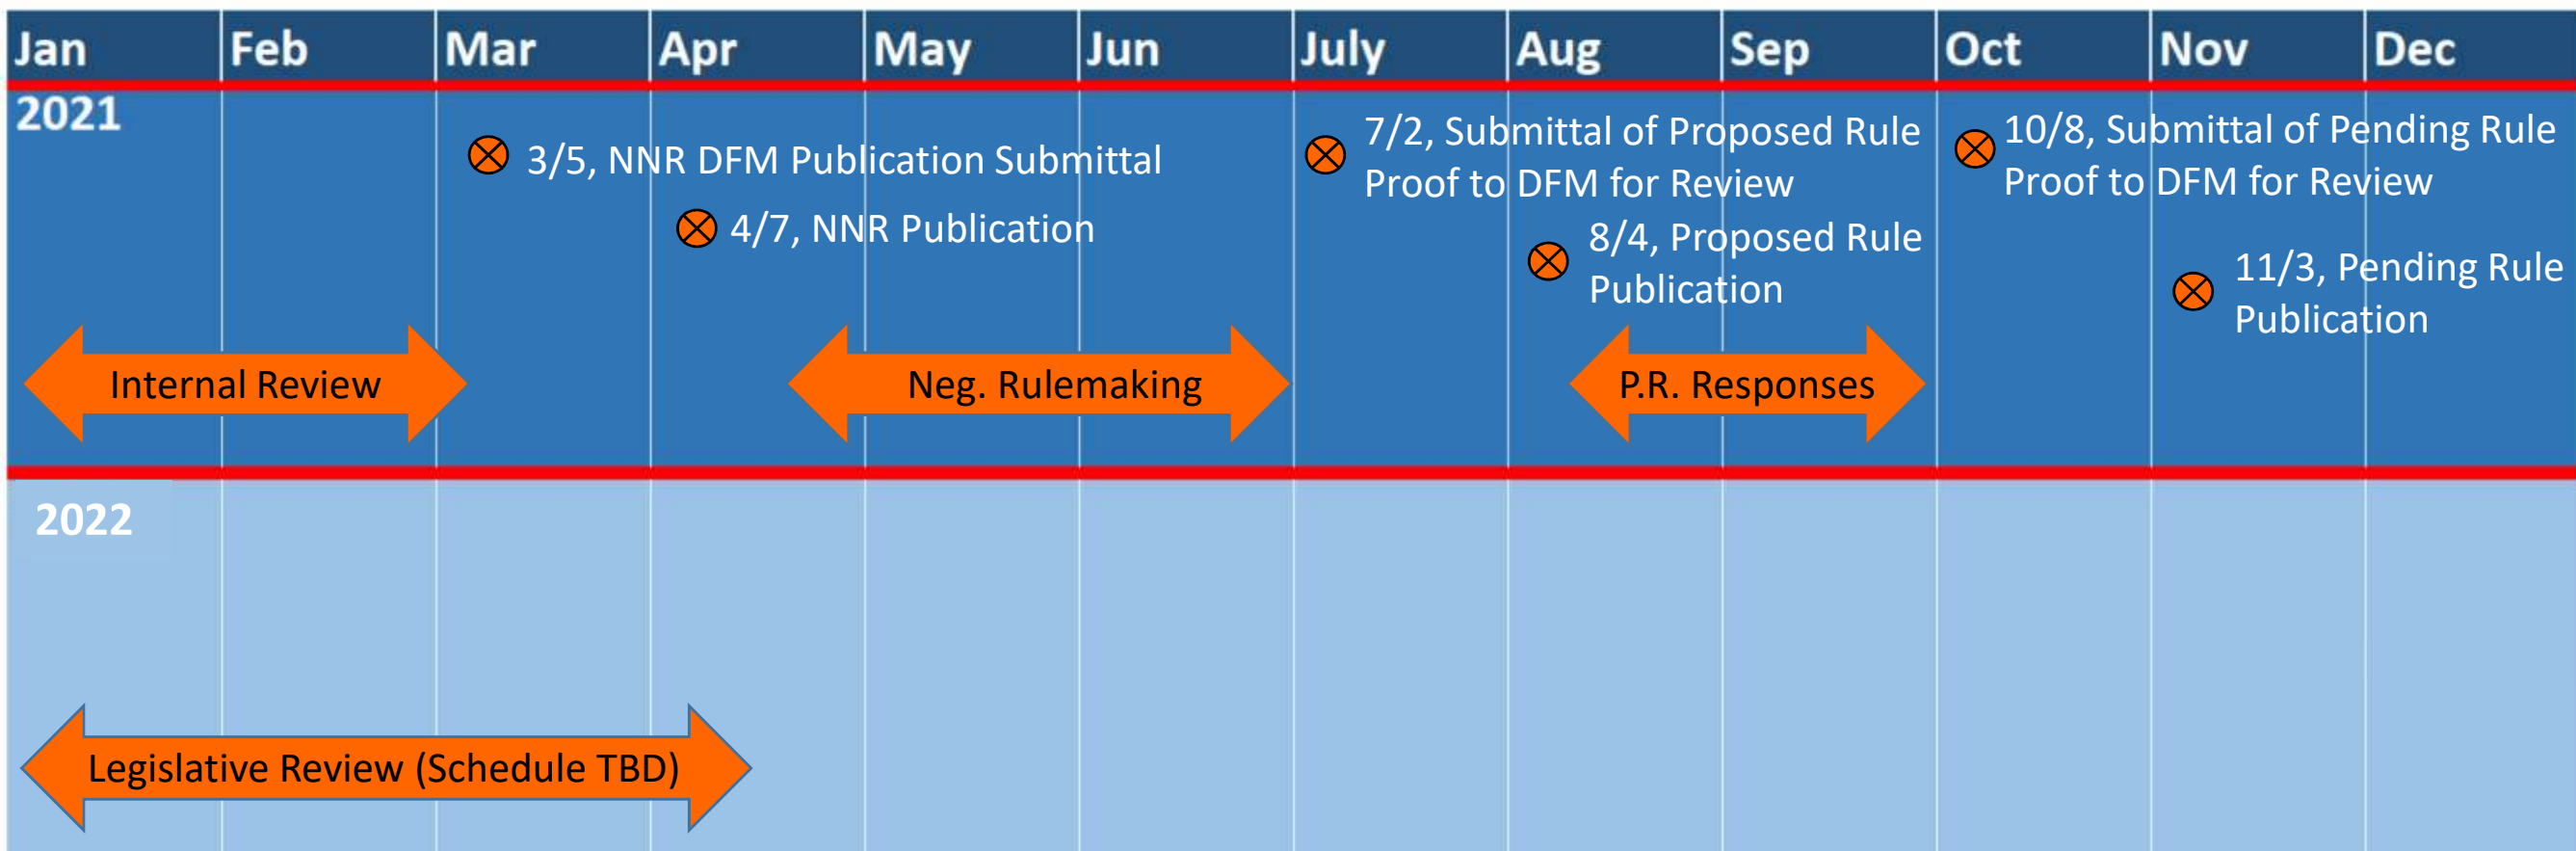 Jan Feb Mar Apr May Jun July Aug Sep Oct Nov Dec
2021
3/5, NNR DFM Publication Submittal
4/7, NNR Publication
7/2, Submittal of Proposed Rule
Proof to DFM for Review
8/4, Proposed Rule
Publication
10/8, Submittal of Pending Rule
Proof to DFM for Review
11/3, Pending Rule
Publication
Internal Review
Neg. Rulemaking
P.R. Responses
2022
Legislative Review (Schedule TBD)